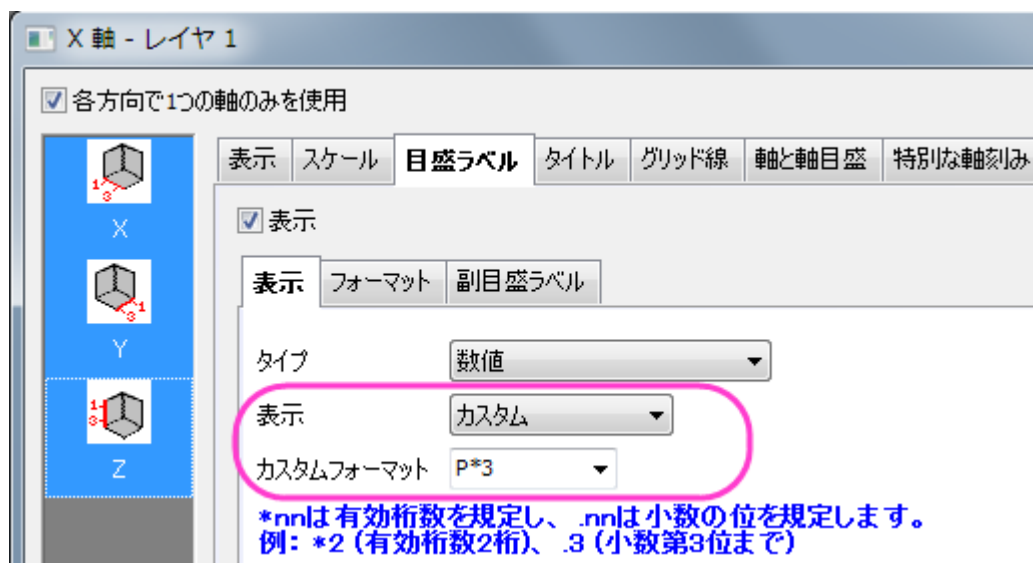 X 軸 - レイヤ 1
各方向で1つの軸のみを使用
表示 スケール 目盛ラベル タイトル グリッド線 軸と軸目盛 特別な軸刻み
1
3
X
表示
表示 フォーマット 副目盛ラベル
1
3
Y
タイプ 数値
表示 カスタム
1
3
Z
カスタムフォーマット P*3
*nnは有効桁数を規定し、.nnは小数の位を規定します。
例: *2 (有効桁数2桁)、.3 (小数第3位まで)